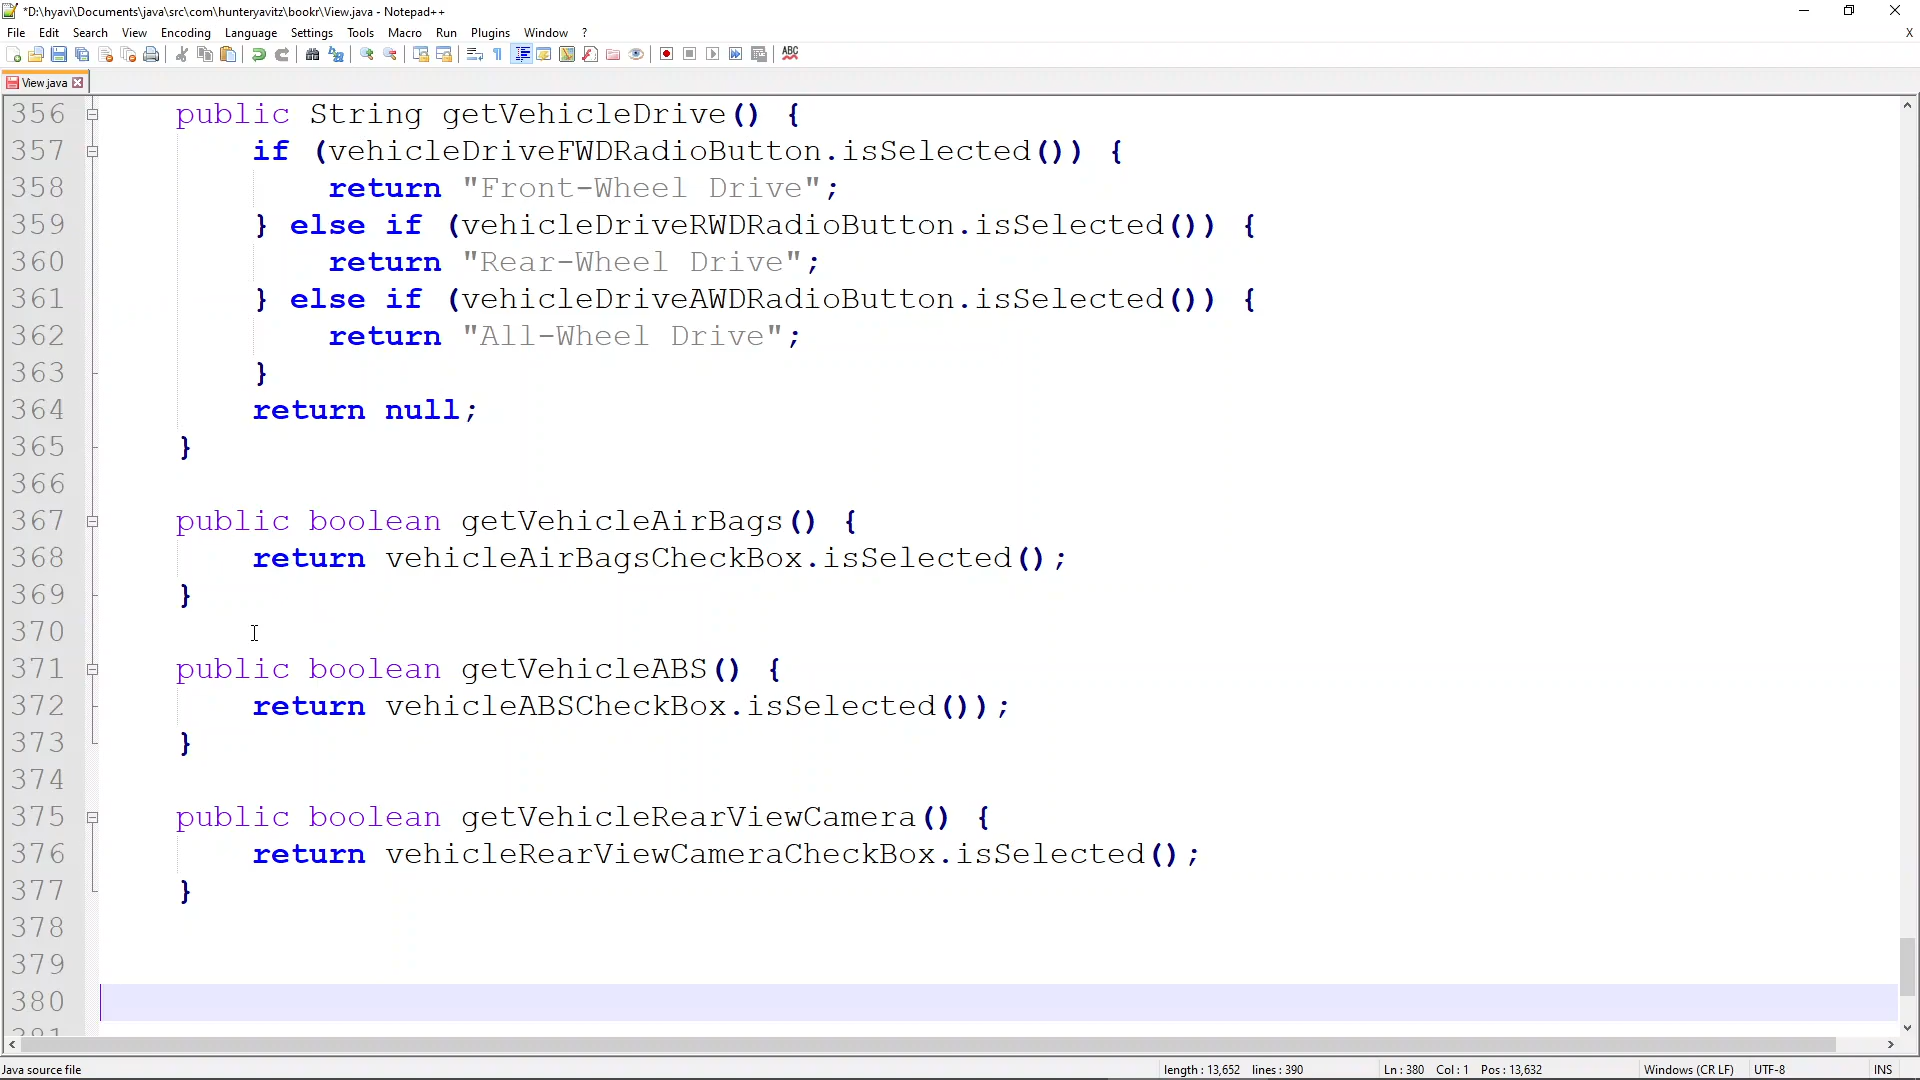 *D:\hyavi\Documents\java\src\com\hunteryavitz\bookr\View.java - Notepad++
File Edit Search View Encoding Language Settings Tools Macro Run Plugins Window ? X
ABC
View.java
356 public String getVehicleDrive() {
357 if (vehicleDriveFWDRadioButton.isSelected()) {
358 return "Front-Wheel Drive";
359 } else if (vehicleDriveRWDRadioButton.isSelected()) {
360 return "Rear-Wheel Drive";
361 } else if (vehicleDriveAWDRadioButton.isSelected()) {
362 return "All-Wheel Drive";
363 }
364 return null;
365 }
366
367 public boolean getVehicleAirBags() {
368 return vehicleAirBagsCheckBox.isSelected();
369 }
370
371 public boolean getVehicleABS() {
372 return vehicleABSCheckBox.isSelected());
373 }
374
375 public boolean getVehicleRearViewCamera() {
376 return vehicleRearViewCameraCheckBox.isSelected();
377 }
378
379
380
381
Java source file length : 13,652 lines : 390 Ln : 380 Col : 1 Pos : 13,632 Windows (CR LF) UTF-8 INS